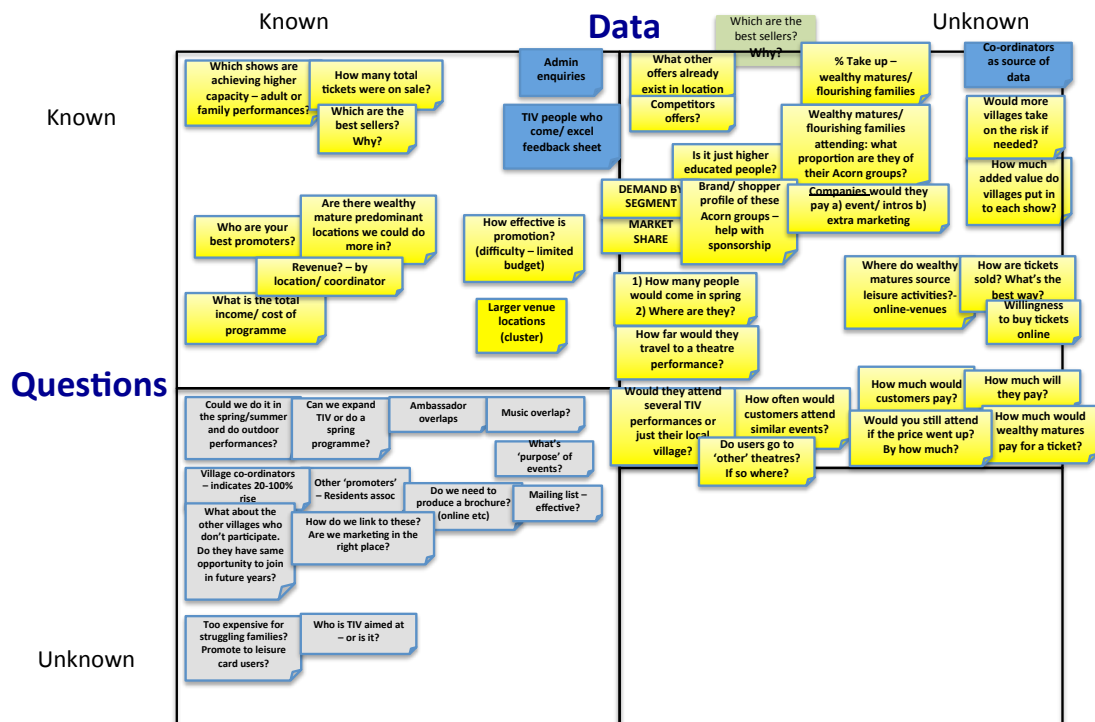 Known
Data
Unknown
Known
Questions
Unknown
Which shows are
achieving higher
capacity – adult or
family performances?
How many total
tickets were on sale?
Which are the
best sellers?
Why?
Admin
enquiries
TIV people who
come/ excel
feedback sheet
Who are your
best promoters?
Are there wealthy
mature predominant
locations we could do
more in?
Revenue? – by
location/ coordinator
What is the total
income/ cost of
programme
How effective is
promotion?
(difficulty – limited
budget)
Larger venue
locations
(cluster)
Which are the
best sellers?
Why?
What other
offers already
exist in location
Competitors
offers?
% Take up –
wealthy matures/
flourishing families
Co-ordinators
as source of
data
Wealthy matures/
flourishing families
attending: what
proportion are they of
their Acorn groups?
Would more
villages take
on the risk if
needed?
Is it just higher
educated people?
How much
added value do
villages put in
to each show?
DEMAND BY
SEGMENT
MARKET
SHARE
Brand/ shopper
profile of these
Acorn groups –
help with
sponsorship
Companies would they
pay a) event/ intros b)
extra marketing
1) How many people
would come in spring
2) Where are they?
How far would they
travel to a theatre
performance?
Where do wealthy
matures source
leisure activities?-
online-venues
How are tickets
sold? What's the
best way?
Willingness
to buy tickets
online
Would they attend
several TIV
performances or
just their local
village?
How often would
customers attend
similar events?
Do users go to
'other' theatres?
If so where?
How much would
customers pay?
How much will
they pay?
Would you still attend
if the price went up?
By how much?
How much would
wealthy matures
pay for a ticket?
Could we do it in
the spring/summer
and do outdoor
performances?
Can we expand
TIV or do a
spring
programme?
Ambassador
overlaps
Music overlap?
What's
'purpose' of
events?
Village co-ordinators
– indicates 20-100%
rise
Other 'promoters'
– Residents assoc
Do we need to
produce a brochure?
(online etc)
Mailing list –
effective?
What about the
other villages who
don't participate.
Do they have same
opportunity to join
in future years?
How do we link to these?
Are we marketing in the
right place?
Too expensive for
struggling families?
Promote to leisure
card users?
Who is TIV aimed at
– or is it?